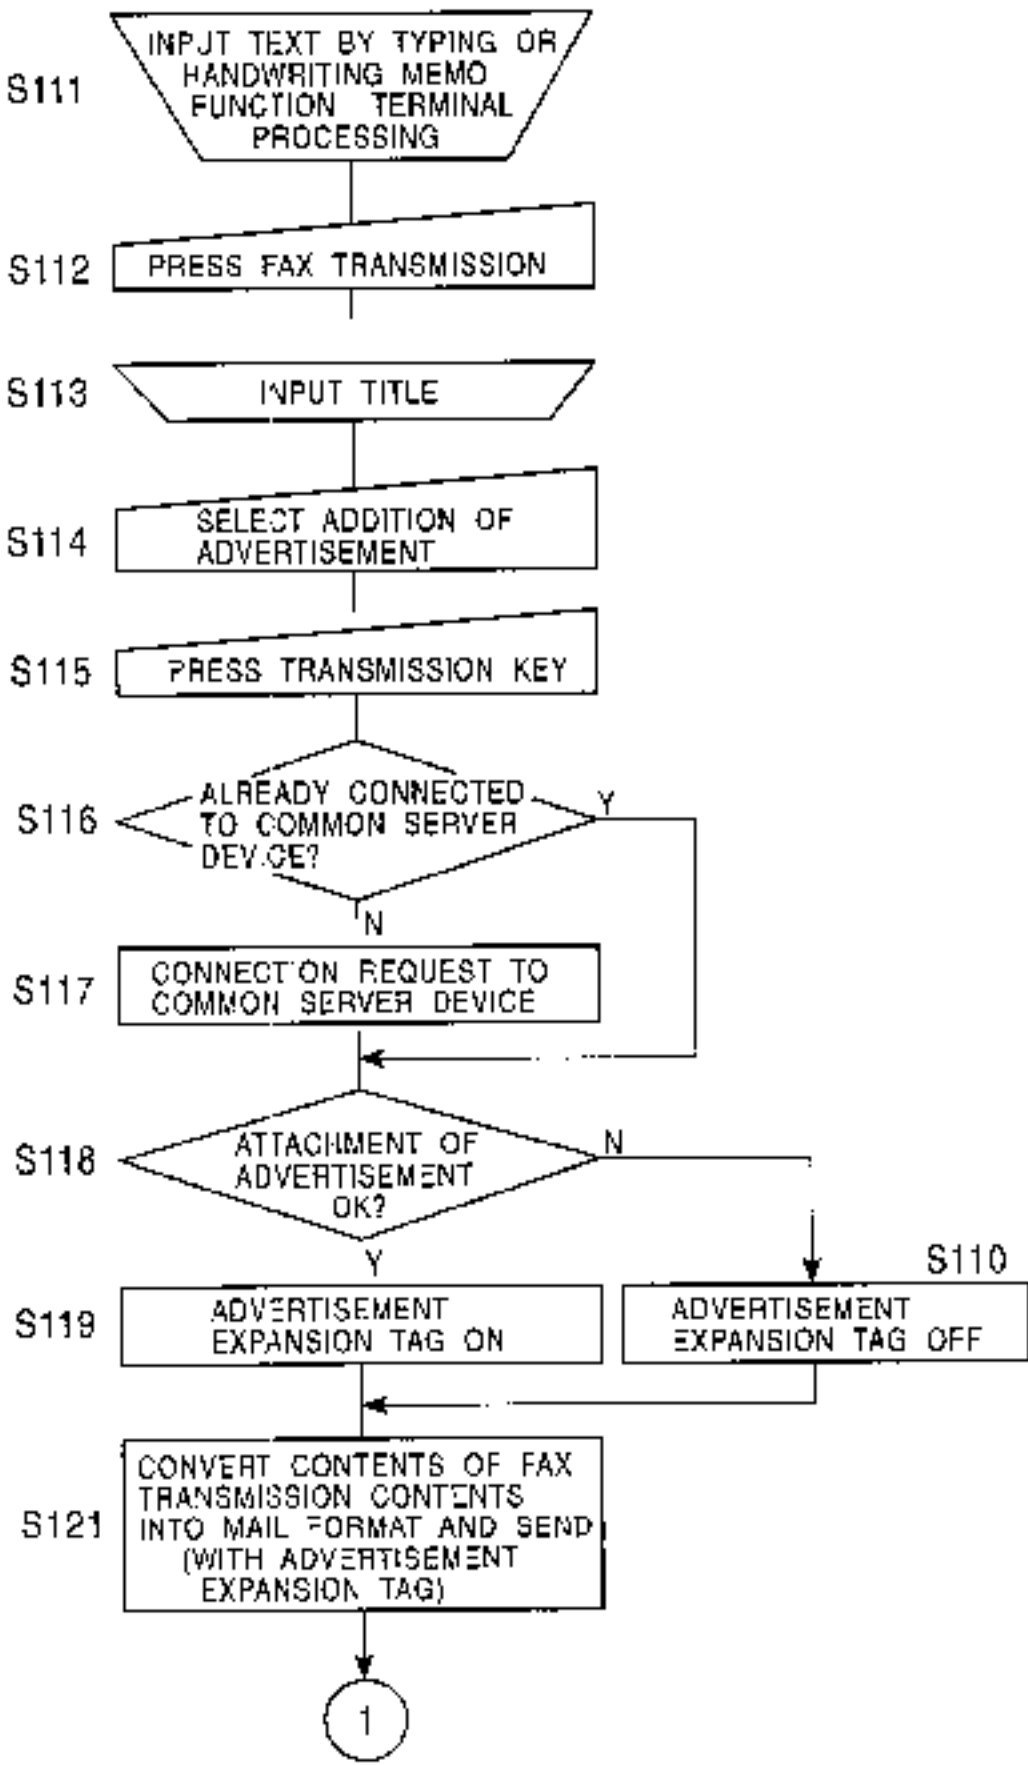 S111
INPUT TEXT BY TYPING OR
HANDWRITING MEMO
FUNCTION TERMINAL
PROCESSING
S112
PRESS FAX TRANSMISSION
S113
INPUT TITLE
S114
SELECT ADDITION OF
ADVERTISEMENT
S115
PRESS TRANSMISSION KEY
S116
ALREADY CONNECTED
TO COMMON SERVER
DEVICE?
Y
N
S117
CONNECTION REQUEST TO
COMMON SERVER DEVICE
S118
ATTACHMENT OF
ADVERTISEMENT
OK?
N
Y
S119
ADVERTISEMENT
EXPANSION TAG ON
S110
ADVERTISEMENT
EXPANSION TAG OFF
S121
CONVERT CONTENTS OF FAX
TRANSMISSION CONTENTS
INTO MAIL FORMAT AND SEND
(WITH ADVERTISEMENT
EXPANSION TAG)
1